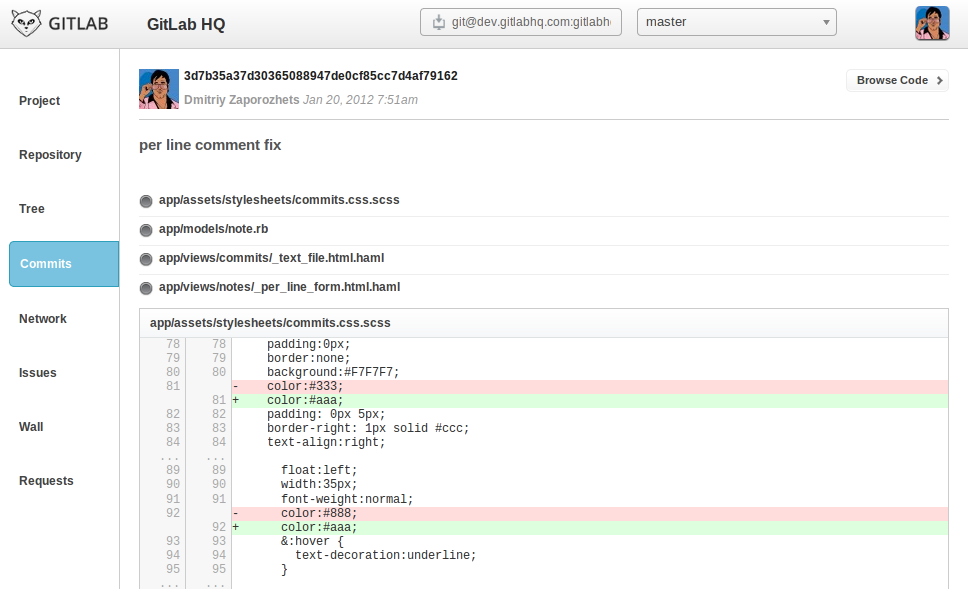 GITLAB
GitLab HQ
git@dev.gitlabhq.com:gitlabh
master
Project
Repository
Tree
Commits
Network
Issues
Wall
Requests
3d7b35a37d30365088947de0cf85cc7d4af79162
Dmitriy Zaporozhets Jan 20, 2012 7:51am
Browse Code
per line comment fix
app/assets/stylesheets/commits.css.scss
app/models/note.rb
app/views/commits/_text_file.html.haml
app/views/notes/_per_line_form.html.haml
app/assets/stylesheets/commits.css.scss
78 78 padding:0px;
79 79 border:none;
80 80 background:#F7F7F7;
81 - color:#333;
81 + color:#aaa;
82 82 padding: 0px 5px;
83 83 border-right: 1px solid #ccc;
84 84 text-align:right;
... ...
89 89 float:left;
90 90 width:35px;
91 91 font-weight:normal;
92 - color:#888;
92 + color:#aaa;
93 93 &:hover {
94 94 text-decoration:underline;
95 95 }
... ...